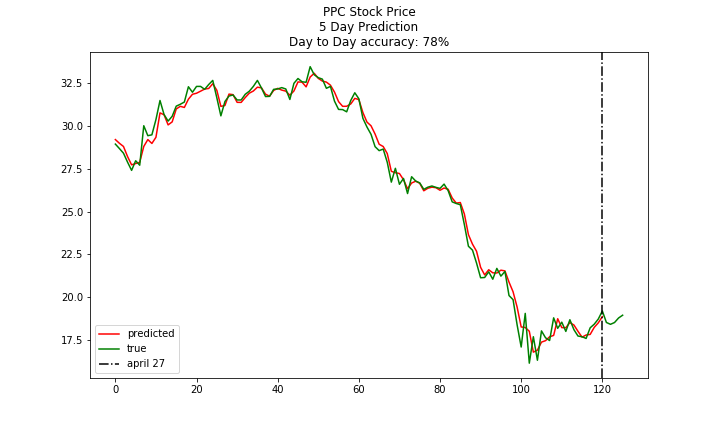 PPC Stock Price
5 Day Prediction
Day to Day accuracy: 78%
32.5
30.0
27.5
25.0
22.5
20.0
17.5
predicted
true
april 27
0 20 40 60 80 100 120